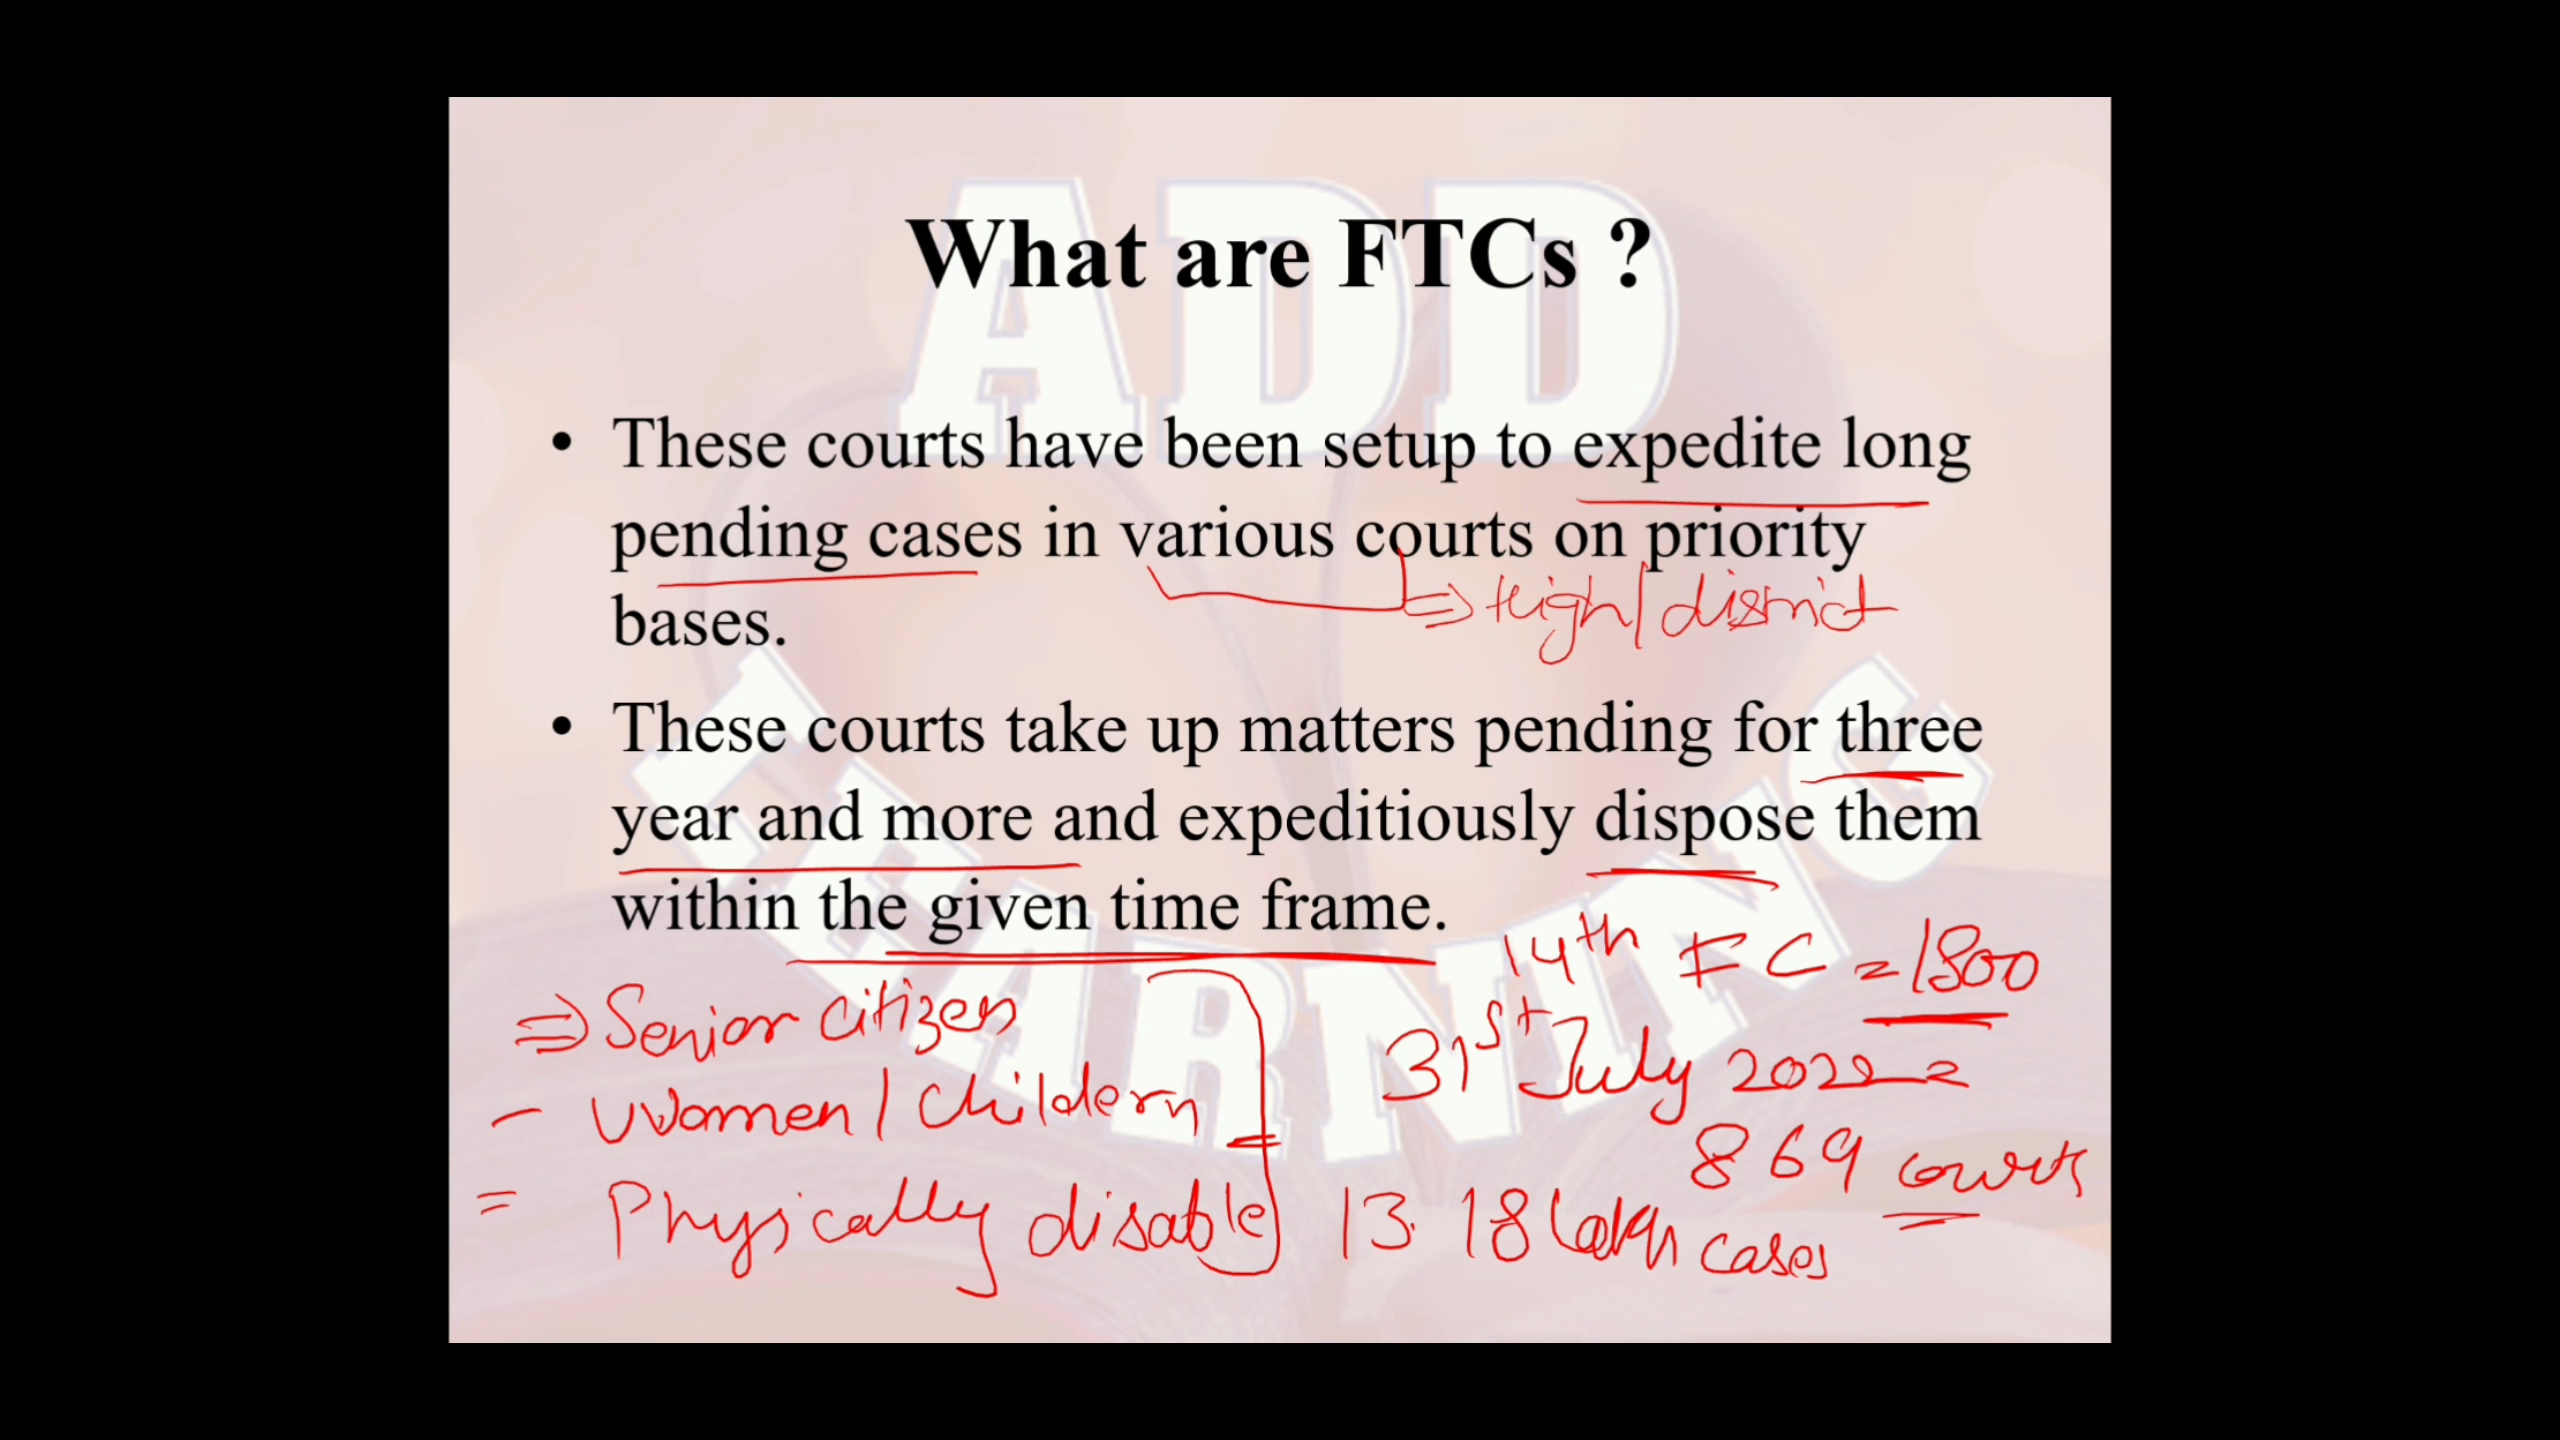 What are FTCs ?
• These courts have been setup to expedite long
pending cases in various courts on priority
⇒ High/district
bases.
• These courts take up matters pending for three
year and more and expeditiously dispose them
within the given time frame.
14th FC = 1800
⇒ Senior citizen
31st July 2022 =
- Women / Childern
869 courts
= Physically disable
13.18 lakh cases
ADD
LEARNING